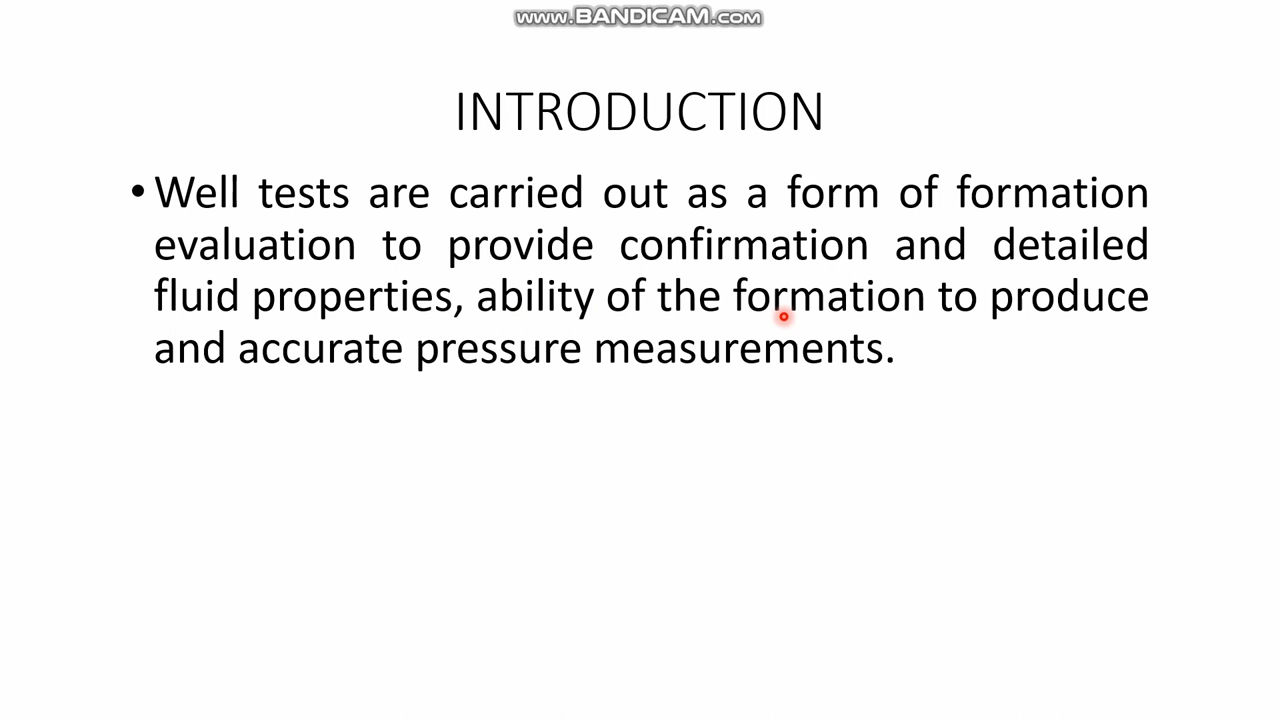 www.BANDICAM.com
INTRODUCTION
• Well tests are carried out as a form of formation
evaluation to provide confirmation and detailed
fluid properties, ability of the formation to produce
and accurate pressure measurements.